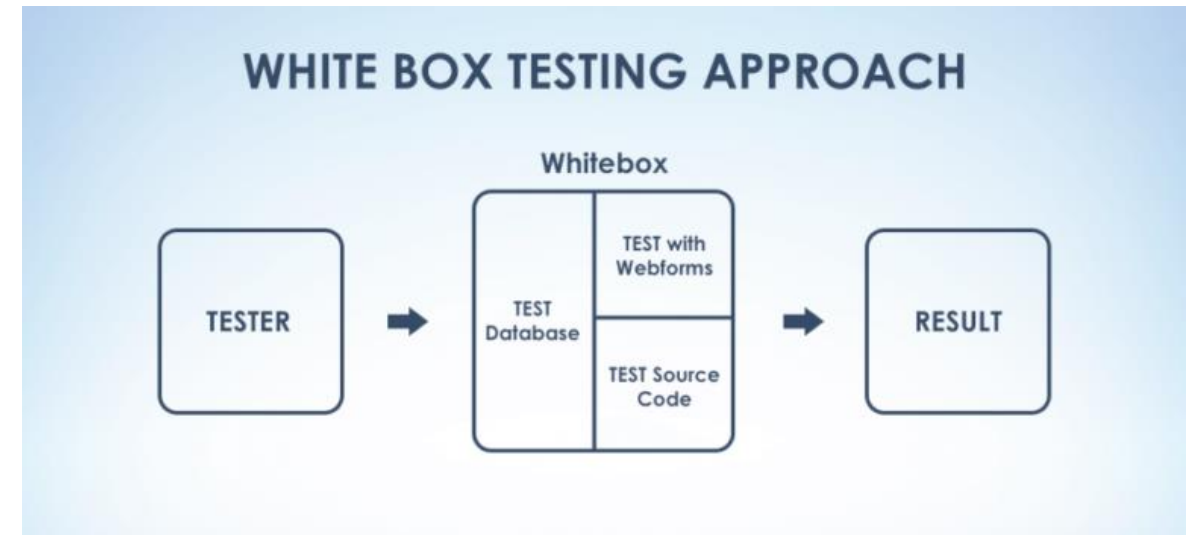 WHITE BOX TESTING APPROACH
Whitebox
TESTER
TEST
Database
TEST with
Webforms
TEST Source
Code
RESULT